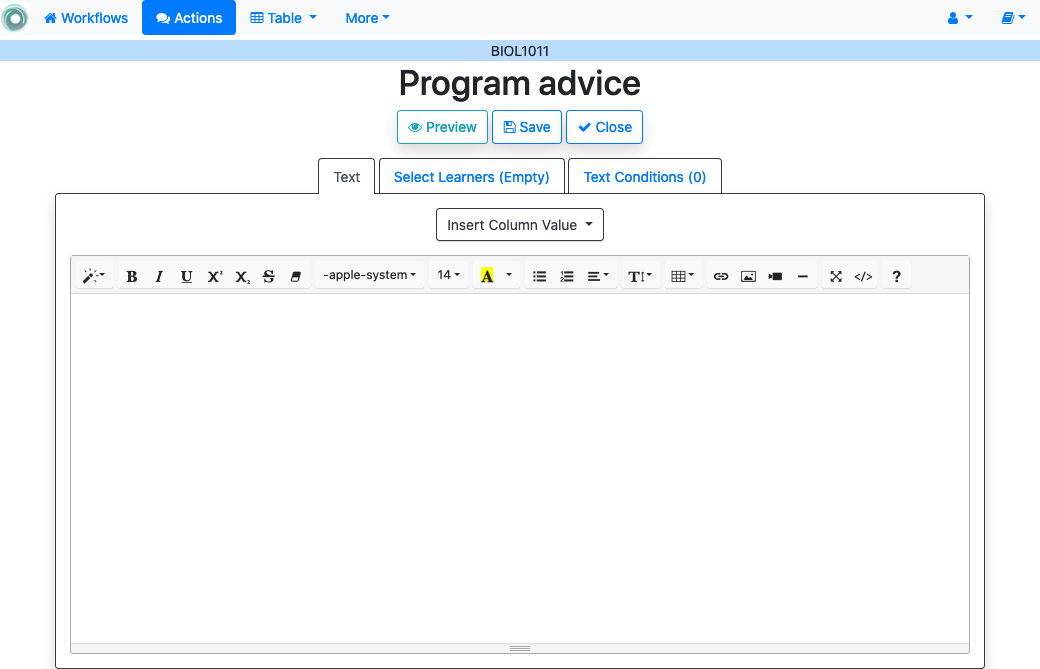 Workflows Actions Table More
BIOL1011
Program advice
Preview Save Close
Text Select Learners (Empty) Text Conditions (0)
Insert Column Value
B I U X² X₂ S -apple-system 14 A T </> ?